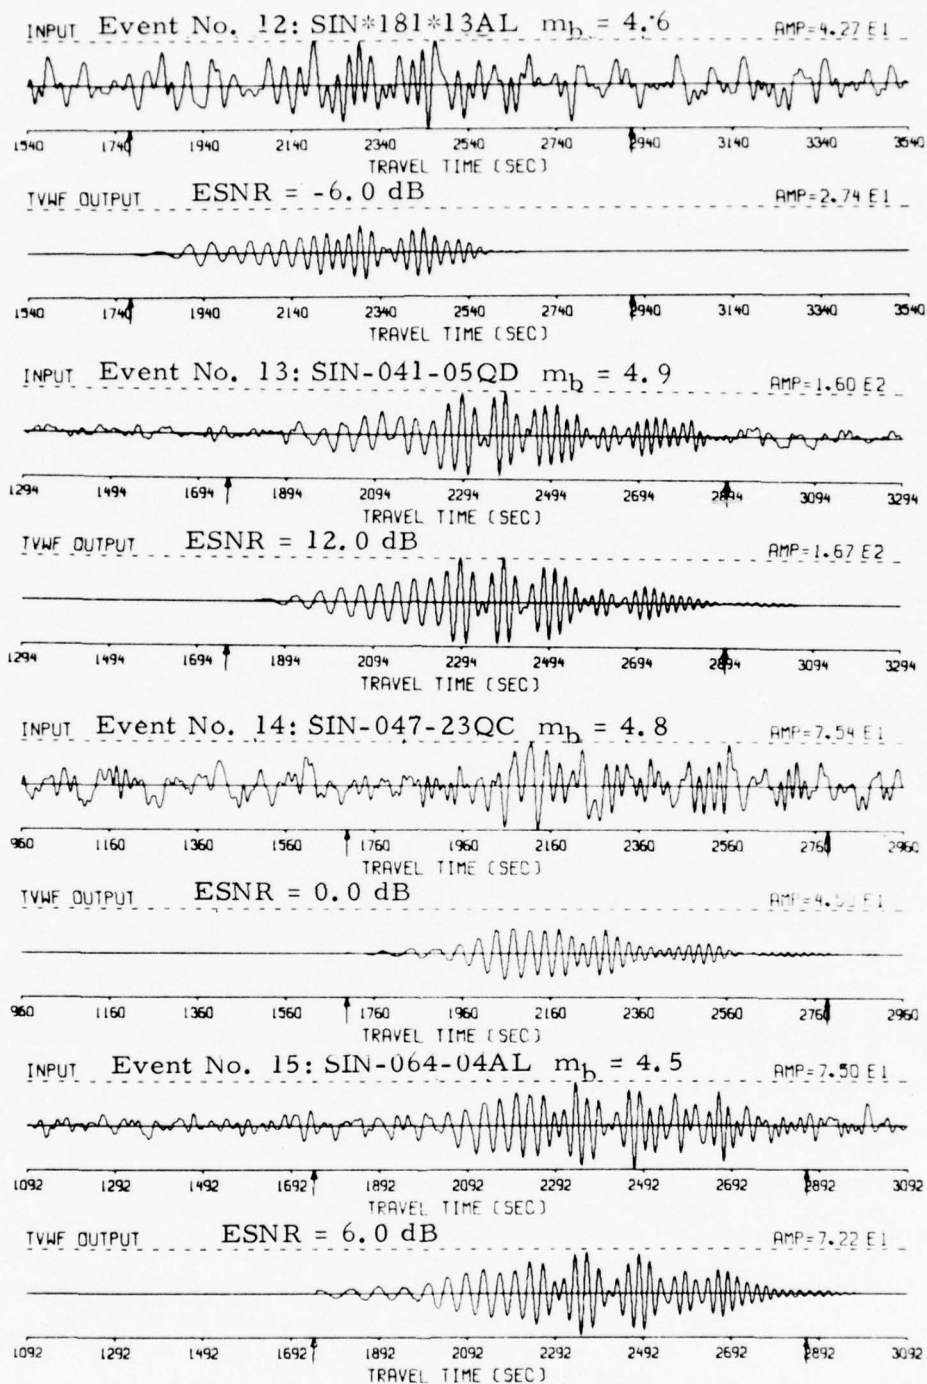 INPUT Event No. 12: SIN*181*13AL mb = 4.6 AMP=4.27 E1
1540 1740 1940 2140 2340 2540 2740 2940 3140 3340 3540
TRAVEL TIME (SEC)
TVWF OUTPUT ESNR = -6.0 dB AMP=2.74 E1
1540 1740 1940 2140 2340 2540 2740 2940 3140 3340 3540
TRAVEL TIME (SEC)
INPUT Event No. 13: SIN-041-05QD mb = 4.9 AMP=1.60 E2
1294 1494 1694 1894 2094 2294 2494 2694 2894 3094 3294
TRAVEL TIME (SEC)
TVWF OUTPUT ESNR = 12.0 dB AMP=1.67 E2
1294 1494 1694 1894 2094 2294 2494 2694 2894 3094 3294
TRAVEL TIME (SEC)
INPUT Event No. 14: SIN-047-23QC mb = 4.8 AMP=7.54 E1
960 1160 1360 1560 1760 1960 2160 2360 2560 2760 2960
TRAVEL TIME (SEC)
TVWF OUTPUT ESNR = 0.0 dB
960 1160 1360 1560 1760 1960 2160 2360 2560 2760 2960
TRAVEL TIME (SEC)
INPUT Event No. 15: SIN-064-04AL mb = 4.5 AMP=7.50 E1
1092 1292 1492 1692 1892 2092 2292 2492 2692 2892 3092
TRAVEL TIME (SEC)
TVWF OUTPUT ESNR = 6.0 dB AMP=7.22 E1
1092 1292 1492 1692 1892 2092 2292 2492 2692 2892 3092
TRAVEL TIME (SEC)